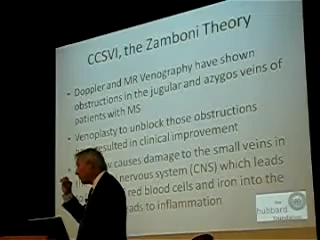 CCSVI, the Zamboni Theory
• Doppler and MR Venography have shown
obstructions in the jugular and azygos veins of
patients with MS
• Venoplasty to unblock those obstructions
resulted in clinical improvement
causes damage to the small veins in
nervous system (CNS) which leads
red blood cells and iron into the
leads to inflammation
the
hubbard
foundation